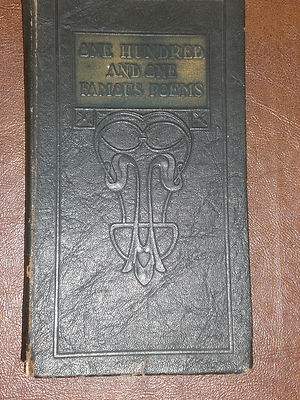 ONE HUNDRED
AND ONE
FAMOUS POEMS